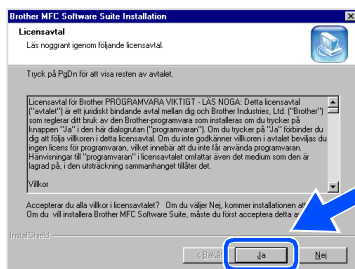 Brother MFC Software Suite Installation
Licensavtal
Läs noggrant igenom följande licensavtal.
Tryck på PgDn för att visa resten av avtalet.
Licensavtal för Brother PROGRAMVARA VIKTIGT - LÄS NOGA: Detta licensavtal
("avtalet") är ett juridiskt bindande avtal mellan dig och Brother Industries, Ltd. ("Brother")
som reglerar ditt bruk av den Brother-programvara som installeras om du trycker på
knappen "Ja" i den här dialogrutan ("programvaran"). Om du trycker på "Ja" förbinder du
dig att följa villkoren i detta licensavtal. Om du inte godkänner villkoren i avtalet beviljas du
ingen licens för programvaran, vilket innebär att du inte får använda programvaran.
Hänvisningar till "programvaran" i licensavtalet omfattar även det medium som den är
lagrad på, i den utsträckning sammanhanget tillåter det.
Villkor
Accepterar du alla villkor i licensavtalet? Om du väljer Nej, kommer installationen
Om du vill installera Brother MFC Software Suite, måste du först acceptera detta
InstallShield
Ja
Nej